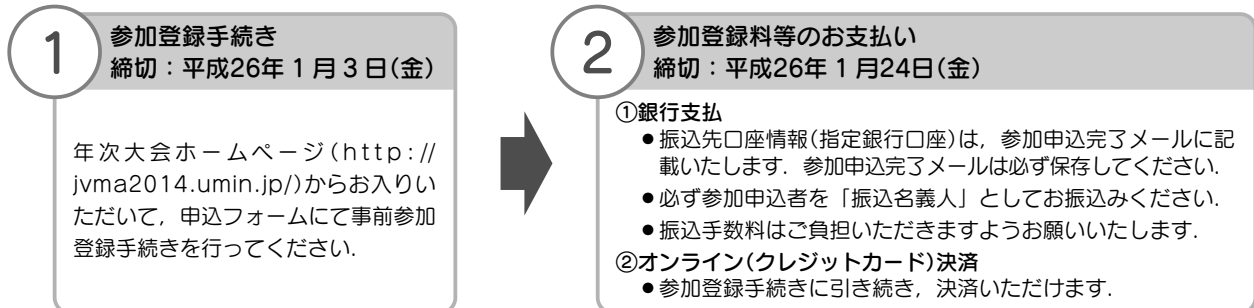 1
参加登録手続き
締切：平成26年1月3日(金)
年次大会ホームページ(http://
jvma2014.umin.jp/)からお入りい
ただいて，申込フォームにて事前参加
登録手続きを行ってください．
2
参加登録料等のお支払い
締切：平成26年1月24日(金)
①銀行支払
●振込先口座情報(指定銀行口座)は，参加申込完了メールに記
載いたします．参加申込完了メールは必ず保存してください．
●必ず参加申込者を「振込名義人」としてお振込みください．
●振込手数料はご負担いただきますようお願いいたします．
②オンライン(クレジットカード)決済
●参加登録手続きに引き続き，決済いただけます．